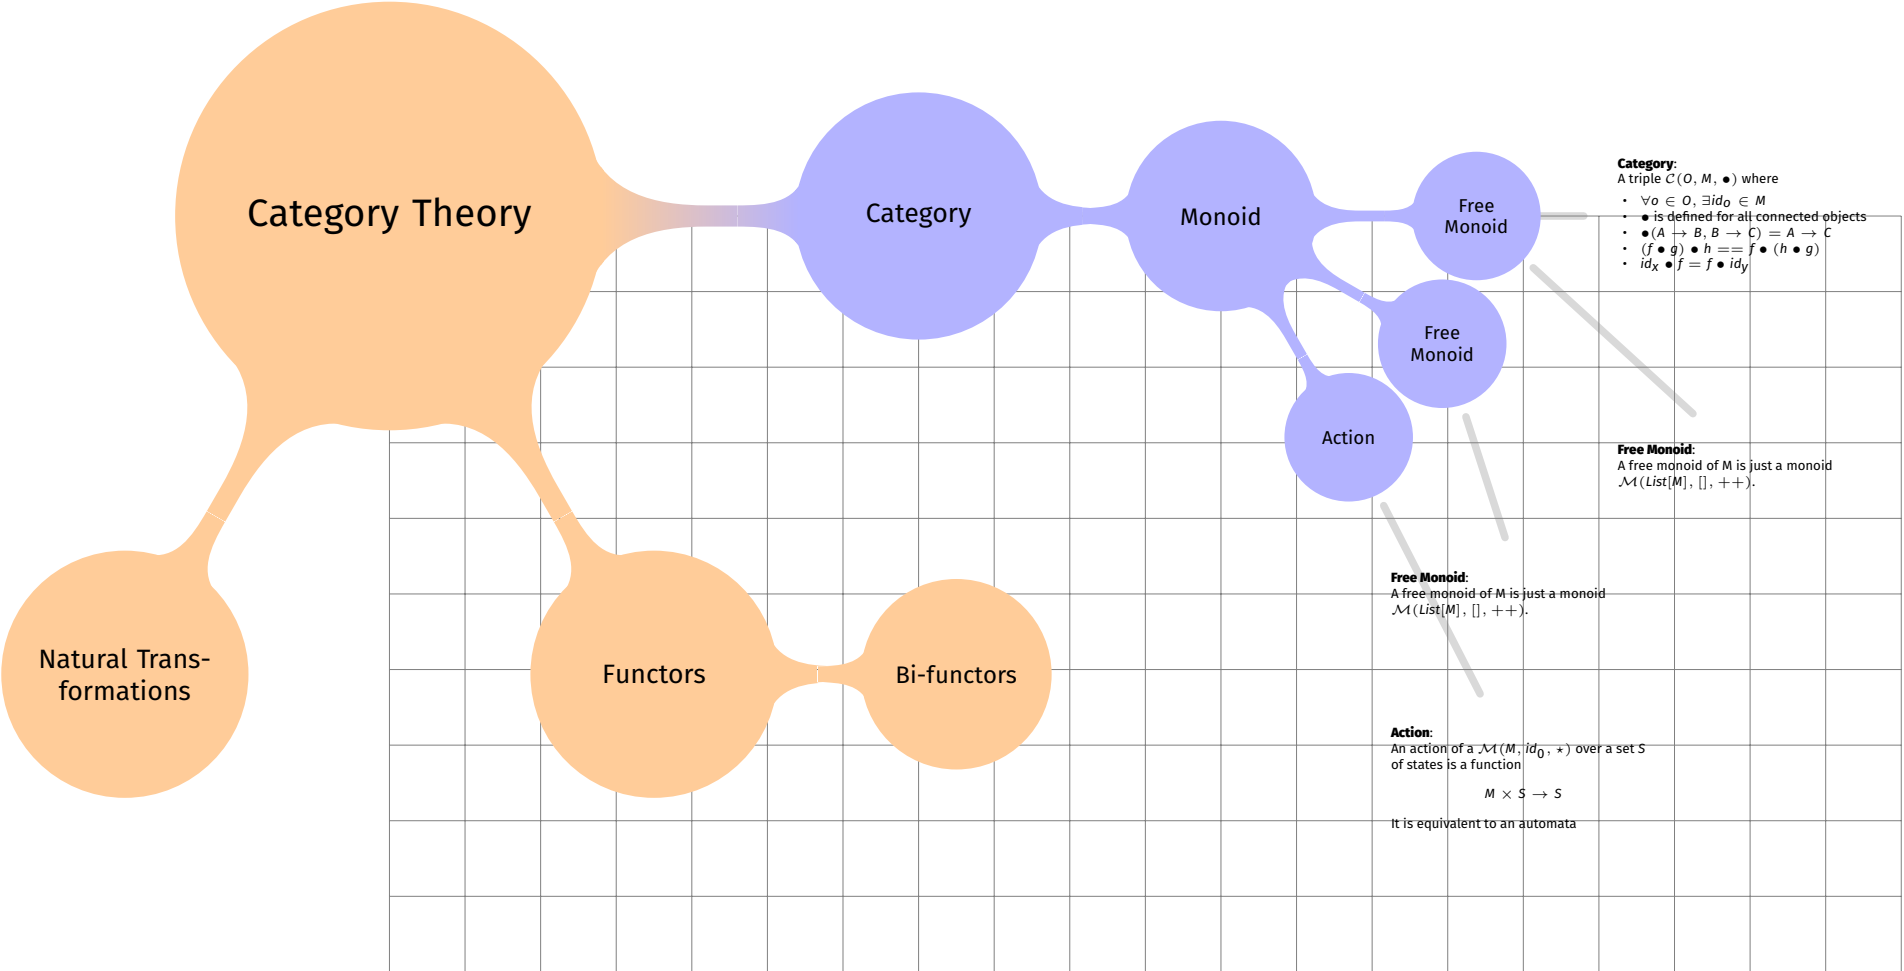 Category Theory
Category
Monoid
Free
Monoid
Free
Monoid
Action
Natural Trans-
formations
Functors
Bi-functors
Category:
A triple 𝒞(O, M, •) where
• ∀o ∈ O, ∃id₀ ∈ M
• • is defined for all connected objects
• •(A → B, B → C) = A → C
• (f • g) • h == f • (h • g)
• idₓ • f = f • id_y
Free Monoid:
A free monoid of M is just a monoid
ℳ(List[M], [], ++).
Free Monoid:
A free monoid of M is just a monoid
ℳ(List[M], [], ++).
Action:
An action of a ℳ(M, id₀, ⋆) over a set S
of states is a function
M × S → S
It is equivalent to an automata